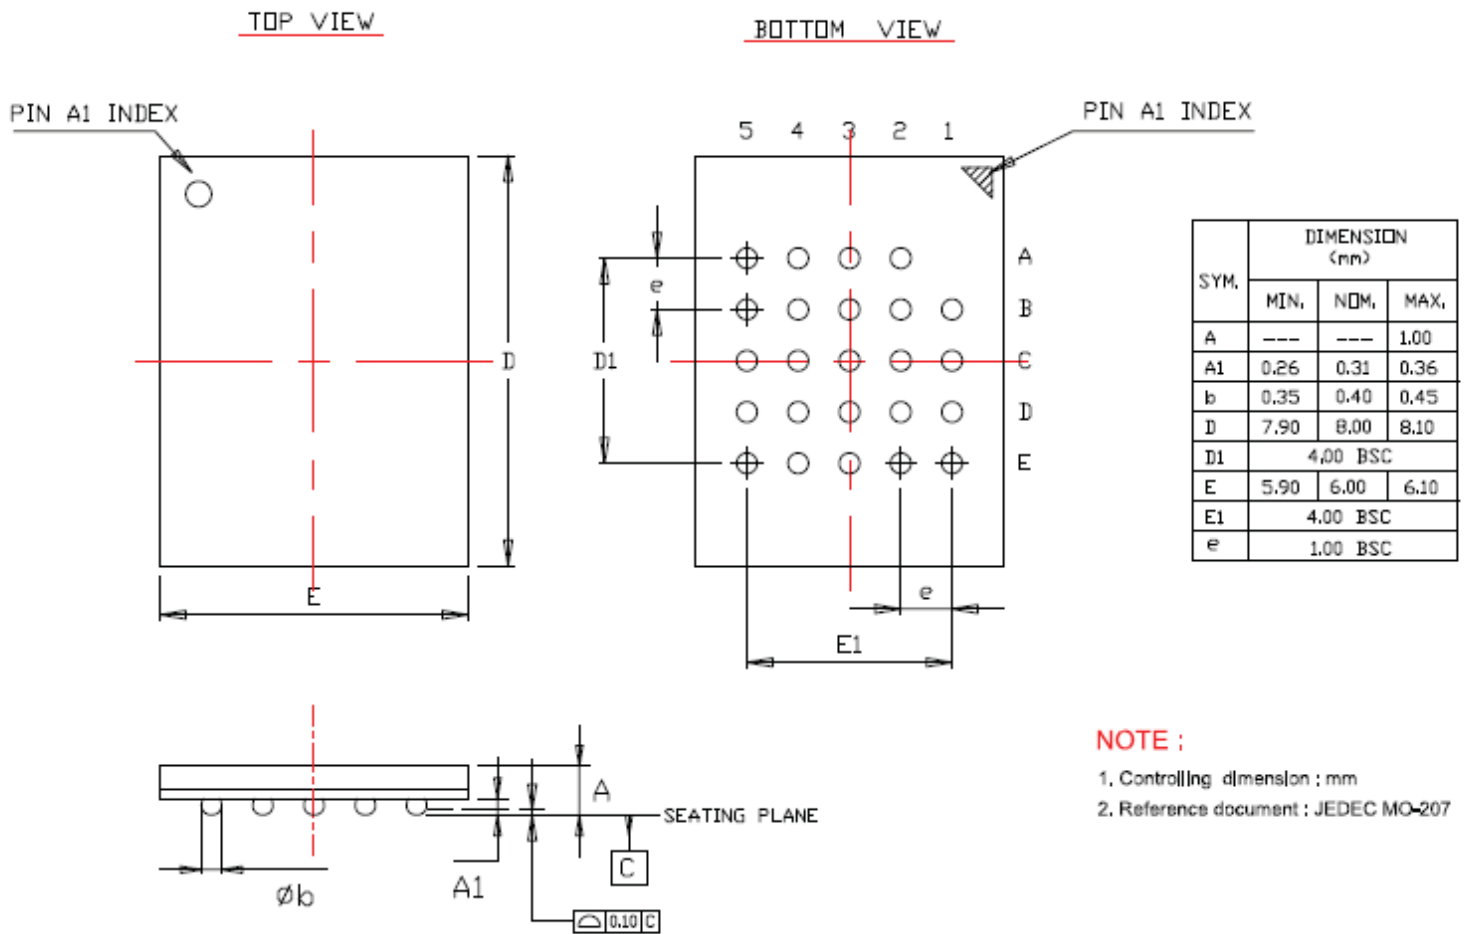 TOP VIEW
BOTTOM VIEW
PIN A1 INDEX
PIN A1 INDEX
5 4 3 2 1
A
B
C
D
E
e
D1
D
E
e
E1
SYM. DIMENSION (mm)
MIN. NOM. MAX.
A --- --- 1.00
A1 0.26 0.31 0.36
b 0.35 0.40 0.45
D 7.90 8.00 8.10
D1 4.00 BSC
E 5.90 6.00 6.10
E1 4.00 BSC
e 1.00 BSC
A
SEATING PLANE
C
A1
Øb
0.10 C
NOTE :
1. Controlling dimension : mm
2. Reference document : JEDEC MO-207